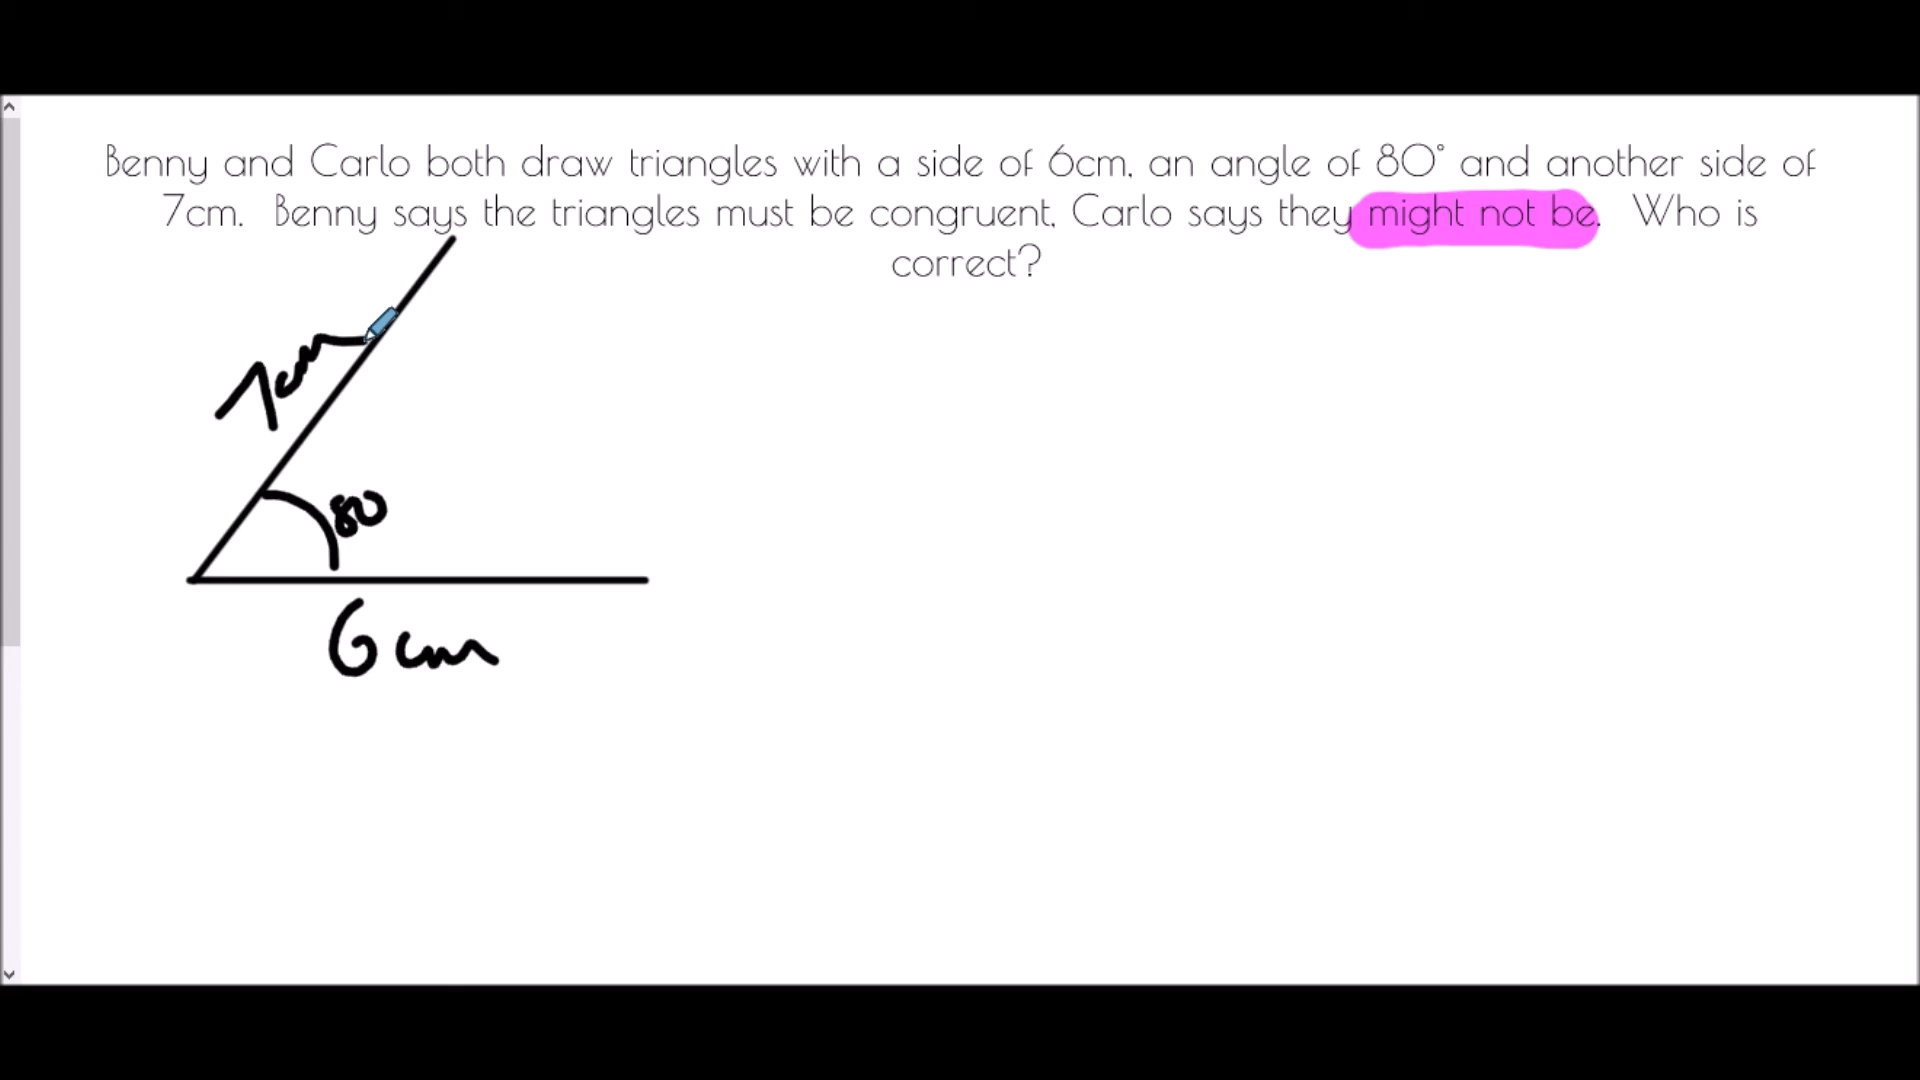 Benny and Carlo both draw triangles with a side of 6cm, an angle of 80° and another side of
7cm. Benny says the triangles must be congruent, Carlo says they might not be. Who is
correct?
7cm
80
6cm